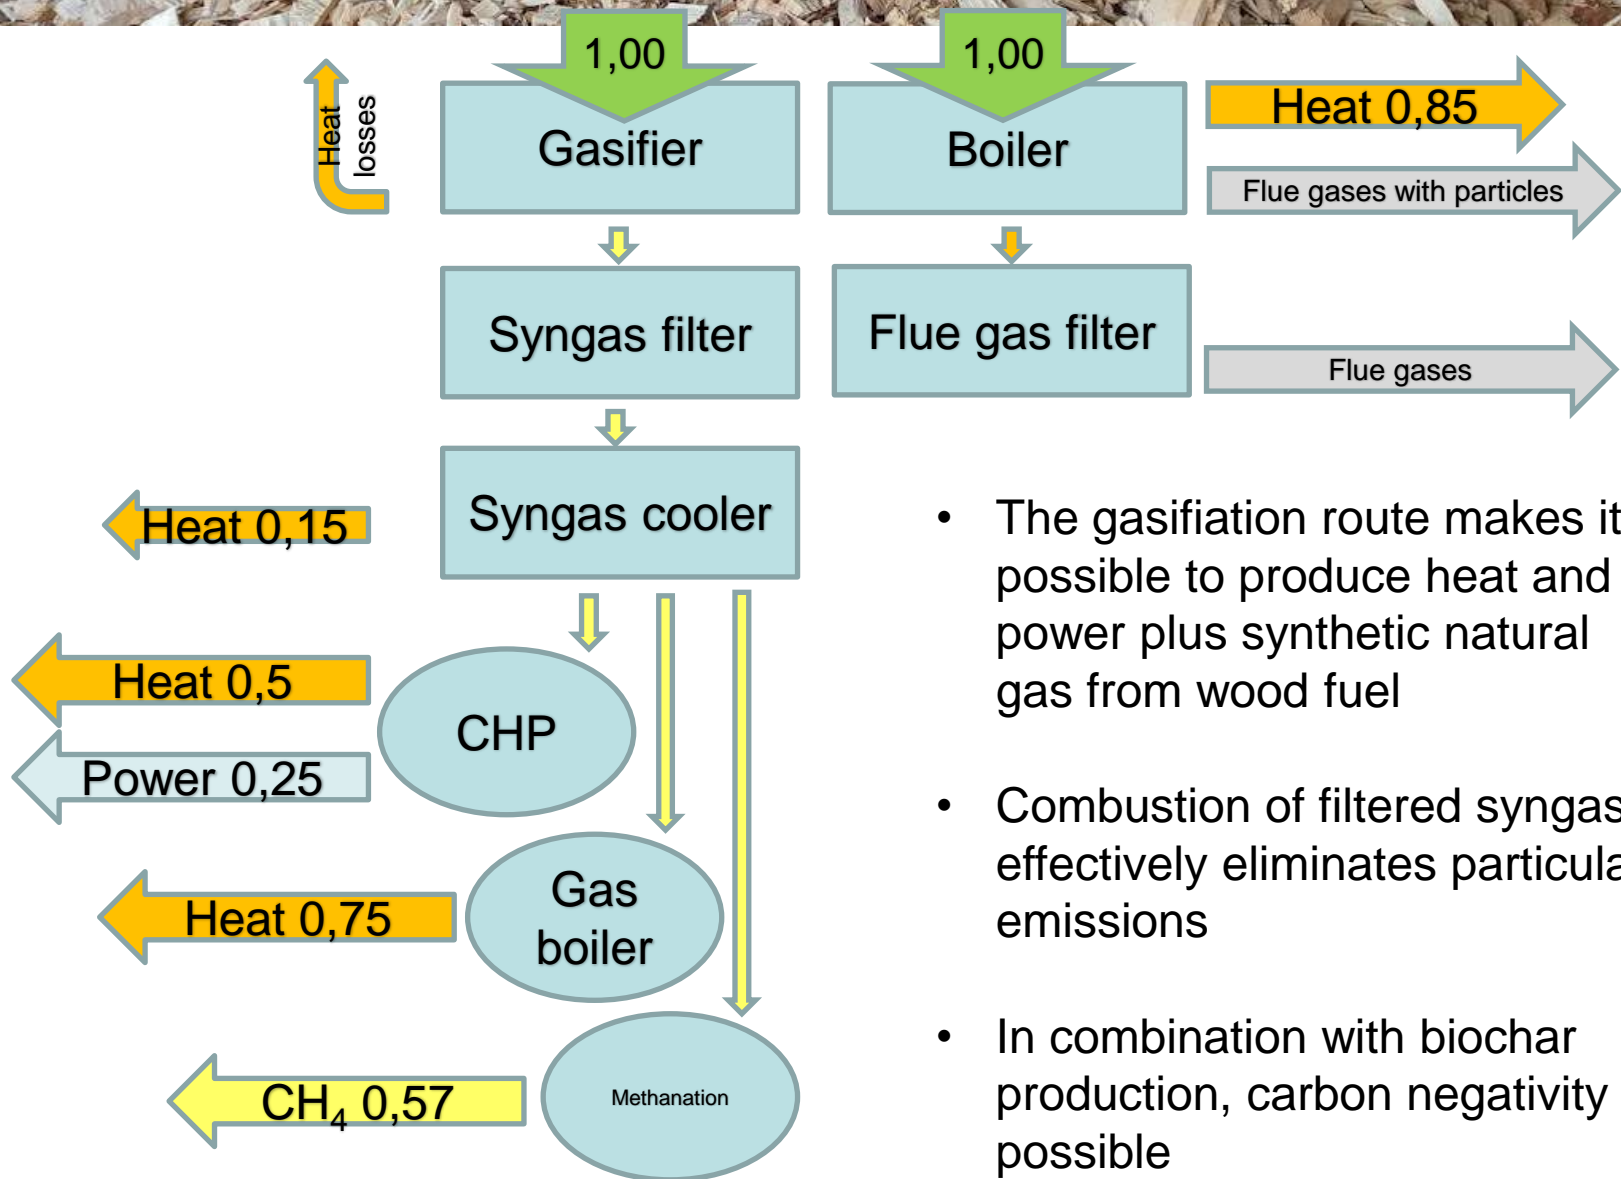 1,00
1,00
Heat
losses
Gasifier
Boiler
Heat 0,85
Flue gases with particles
Syngas filter
Flue gas filter
Flue gases
Syngas cooler
Heat 0,15
Heat 0,5
CHP
Power 0,25
Gas
boiler
Heat 0,75
Methanation
CH₄ 0,57
• The gasifiation route makes it
possible to produce heat and
power plus synthetic natural
gas from wood fuel
• Combustion of filtered syngas
effectively eliminates particula
emissions
• In combination with biochar
production, carbon negativity
possible